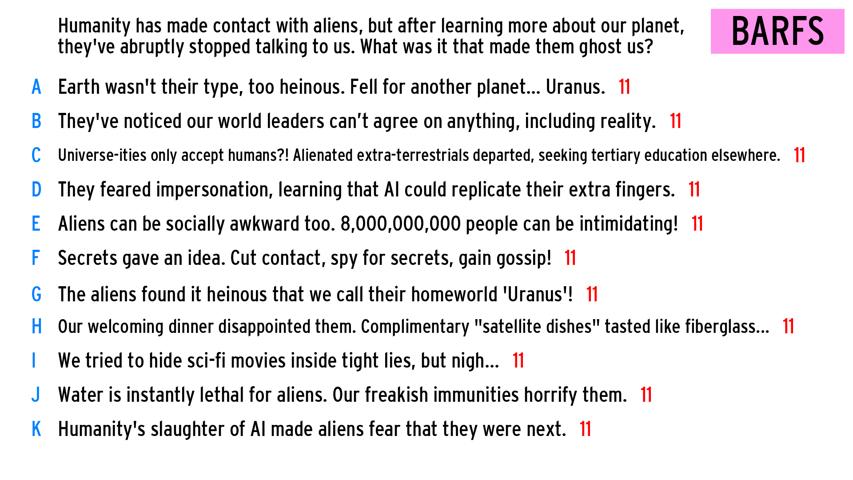 Humanity has made contact with aliens, but after learning more about our planet,
they've abruptly stopped talking to us. What was it that made them ghost us?
BARFS
A Earth wasn't their type, too heinous. Fell for another planet... Uranus. 11
B They've noticed our world leaders can’t agree on anything, including reality. 11
C Universe-ities only accept humans?! Alienated extra-terrestrials departed, seeking tertiary education elsewhere. 11
D They feared impersonation, learning that AI could replicate their extra fingers. 11
E Aliens can be socially awkward too. 8,000,000,000 people can be intimidating! 11
F Secrets gave an idea. Cut contact, spy for secrets, gain gossip! 11
G The aliens found it heinous that we call their homeworld 'Uranus'! 11
H Our welcoming dinner disappointed them. Complimentary "satellite dishes" tasted like fiberglass... 11
I We tried to hide sci-fi movies inside tight lies, but nigh... 11
J Water is instantly lethal for aliens. Our freakish immunities horrify them. 11
K Humanity's slaughter of AI made aliens fear that they were next. 11